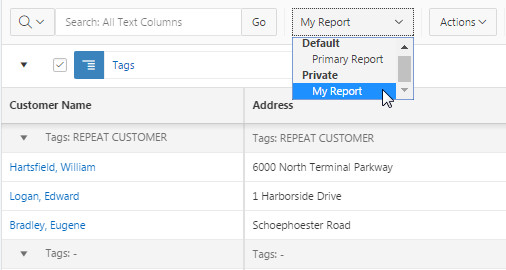 Search: All Text Columns Go My Report Actions
Default
Primary Report
Private
My Report
Tags
Customer Name Address
Tags: REPEAT CUSTOMER Tags: REPEAT CUSTOMER
Hartsfield, William 6000 North Terminal Parkway
Logan, Edward 1 Harborside Drive
Bradley, Eugene Schoephoester Road
Tags: - Tags: -